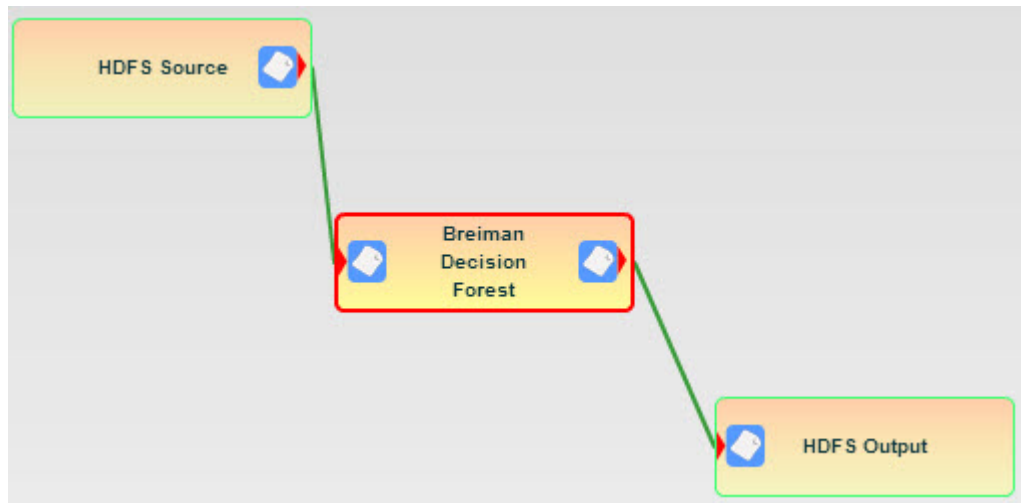 HDFS Source
Breiman
Decision
Forest
HDFS Output